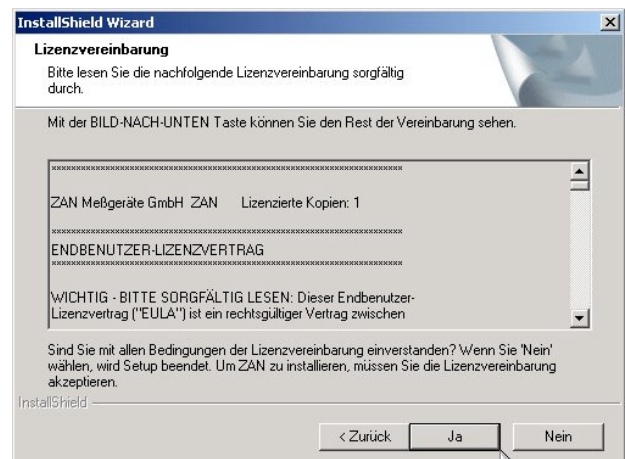 InstallShield Wizard
Lizenzvereinbarung
Bitte lesen Sie die nachfolgende Lizenzvereinbarung sorgfältig
durch.
Mit der BILD-NACH-UNTEN Taste können Sie den Rest der Vereinbarung sehen.
ZAN Meßgeräte GmbH ZAN Lizenzierte Kopien: 1
ENDBENUTZER-LIZENZVERTRAG
WICHTIG - BITTE SORGFÄLTIG LESEN: Dieser Endbenutzer-
Lizenzvertrag ("EULA") ist ein rechtsgültiger Vertrag zwischen
Sind Sie mit allen Bedingungen der Lizenzvereinbarung einverstanden? Wenn Sie 'Nein'
wählen, wird Setup beendet. Um ZAN zu installieren, müssen Sie die Lizenzvereinbarung
akzeptieren.
InstallShield
< Zurück Ja Nein